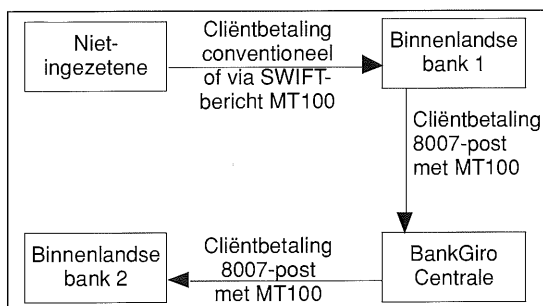 Niet-
ingezetene
Cliëntbetaling
conventioneel
of via SWIFT-
bericht MT100
Binnenlandse
bank 1
Cliëntbetaling
8007-post
met MT100
Binnenlandse
bank 2
Cliëntbetaling
8007-post
met MT100
BankGiro
Centrale